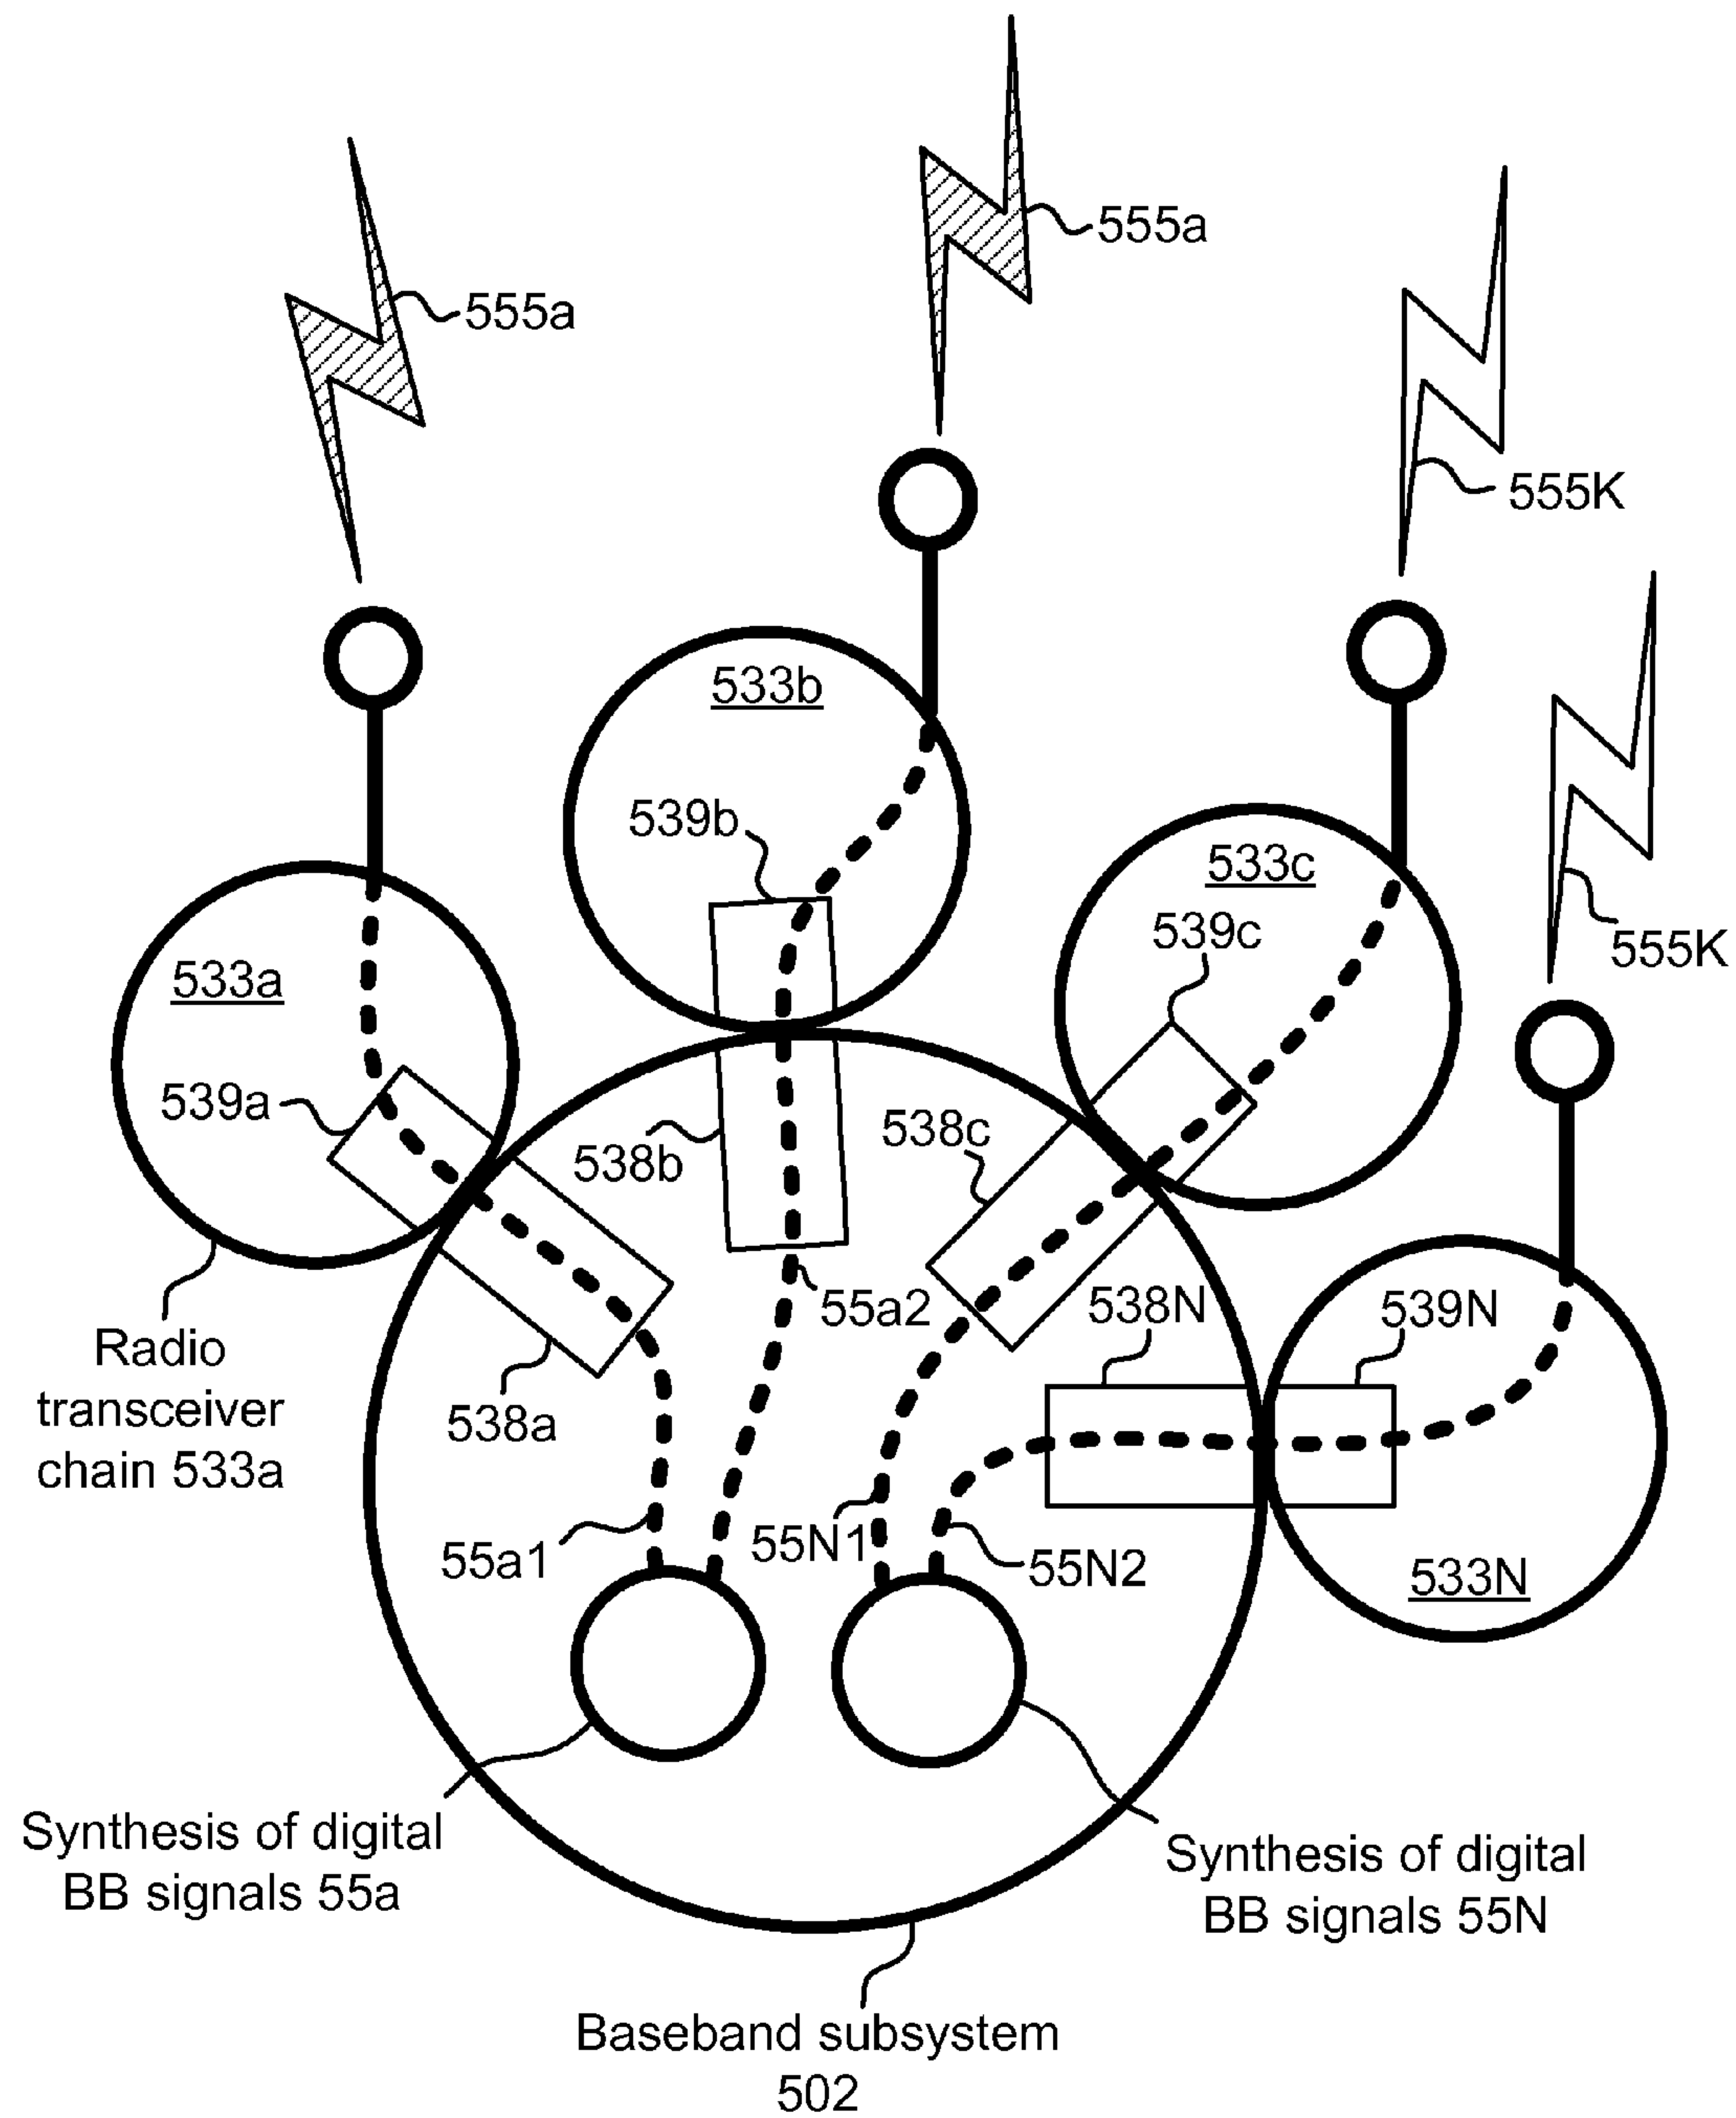 555a
555a
555K
533b
539b
533c
539c
555K
533a
539a
538b
538c
55a2
538N
539N
Radio
transceiver
chain 533a
538a
55a1
55N1
55N2
533N
Synthesis of digital
BB signals 55a
Synthesis of digital
BB signals 55N
Baseband subsystem
502